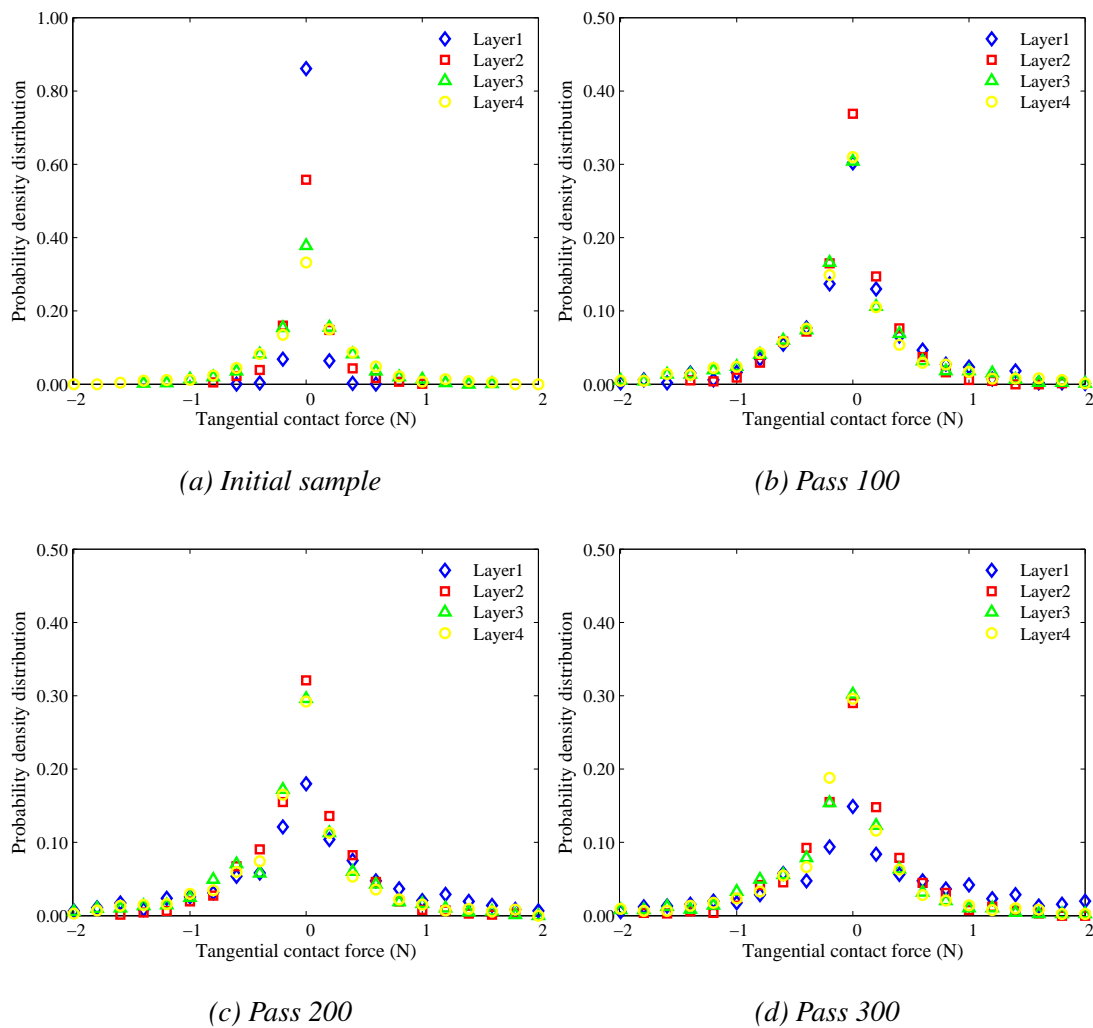 1.00
0.80
0.60
0.40
0.20
0.00
Probability density distribution
−2
−1
0
1
2
Tangential contact force (N)
Layer1
Layer2
Layer3
Layer4
(a) Initial sample
0.50
0.40
0.30
0.10
0.00
Probability density distribution
−2
−1
0
1
2
Tangential contact force (N)
Layer1
Layer2
Layer3
Layer4
(b) Pass 100
0.50
0.40
0.30
0.20
0.10
0.00
Probability density distribution
−2
−1
0
1
2
Tangential contact force (N)
Layer1
Layer2
Layer3
Layer4
(c) Pass 200
0.50
0.40
0.30
0.20
0.10
0.00
Probability density distribution
−2
−1
0
1
2
Tangential contact force (N)
Layer1
Layer2
Layer3
Layer4
(d) Pass 300